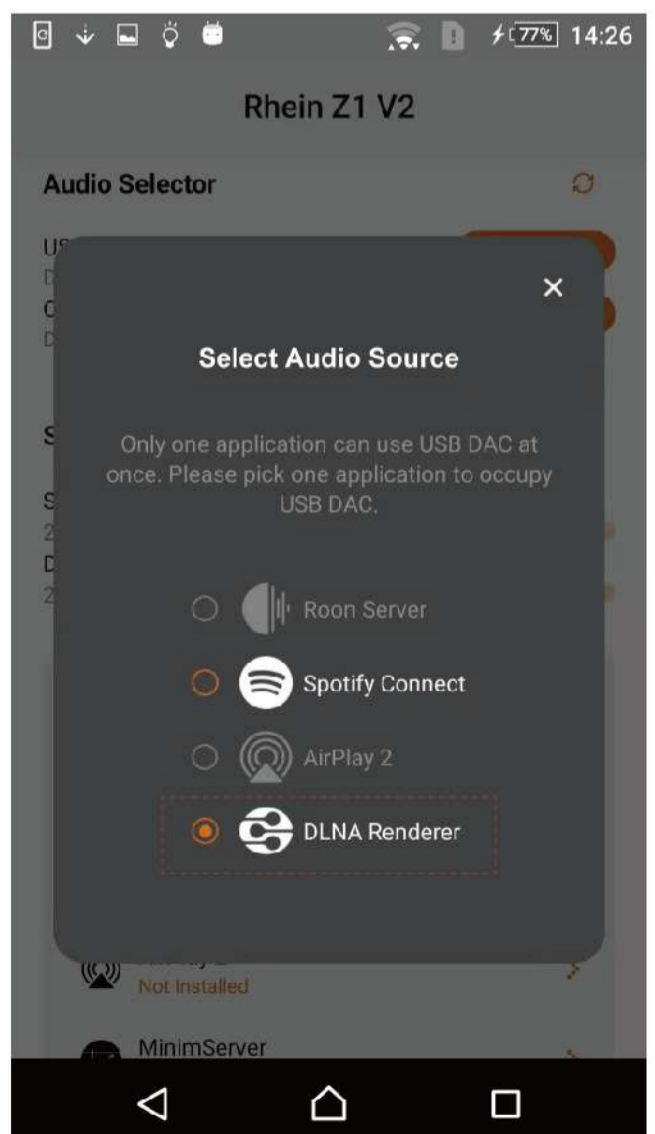 77% 14:26
Rhein Z1 V2
Audio Selector
Select Audio Source
Only one application can use USB DAC at
once. Please pick one application to occupy
USB DAC.
Roon Server
Spotify Connect
AirPlay 2
DLNA Renderer
Not Installed
MinimServer